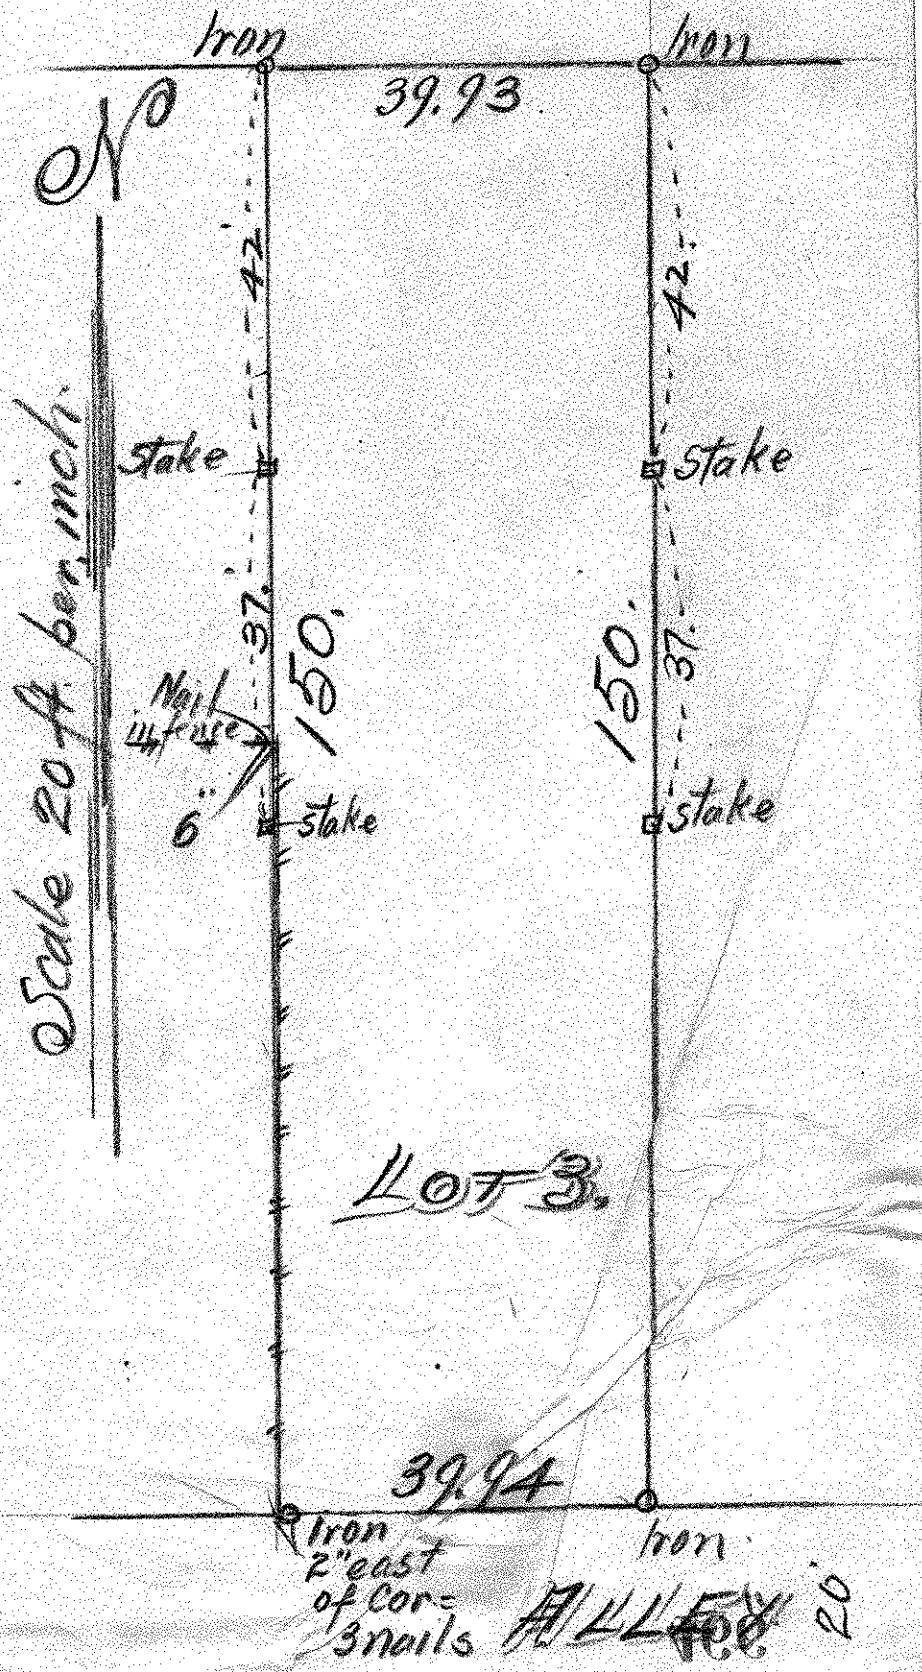 Iron
Iron
39.93
N
42.
42.
Scale 20 ft. per, inch.
stake
stake
37.
37.
150.
150.
Nail
in fence
6"
stake
stake
LOT 3.
39.94
Iron
2" east
of Cor=
3 nails
Iron.
ALLEY
20